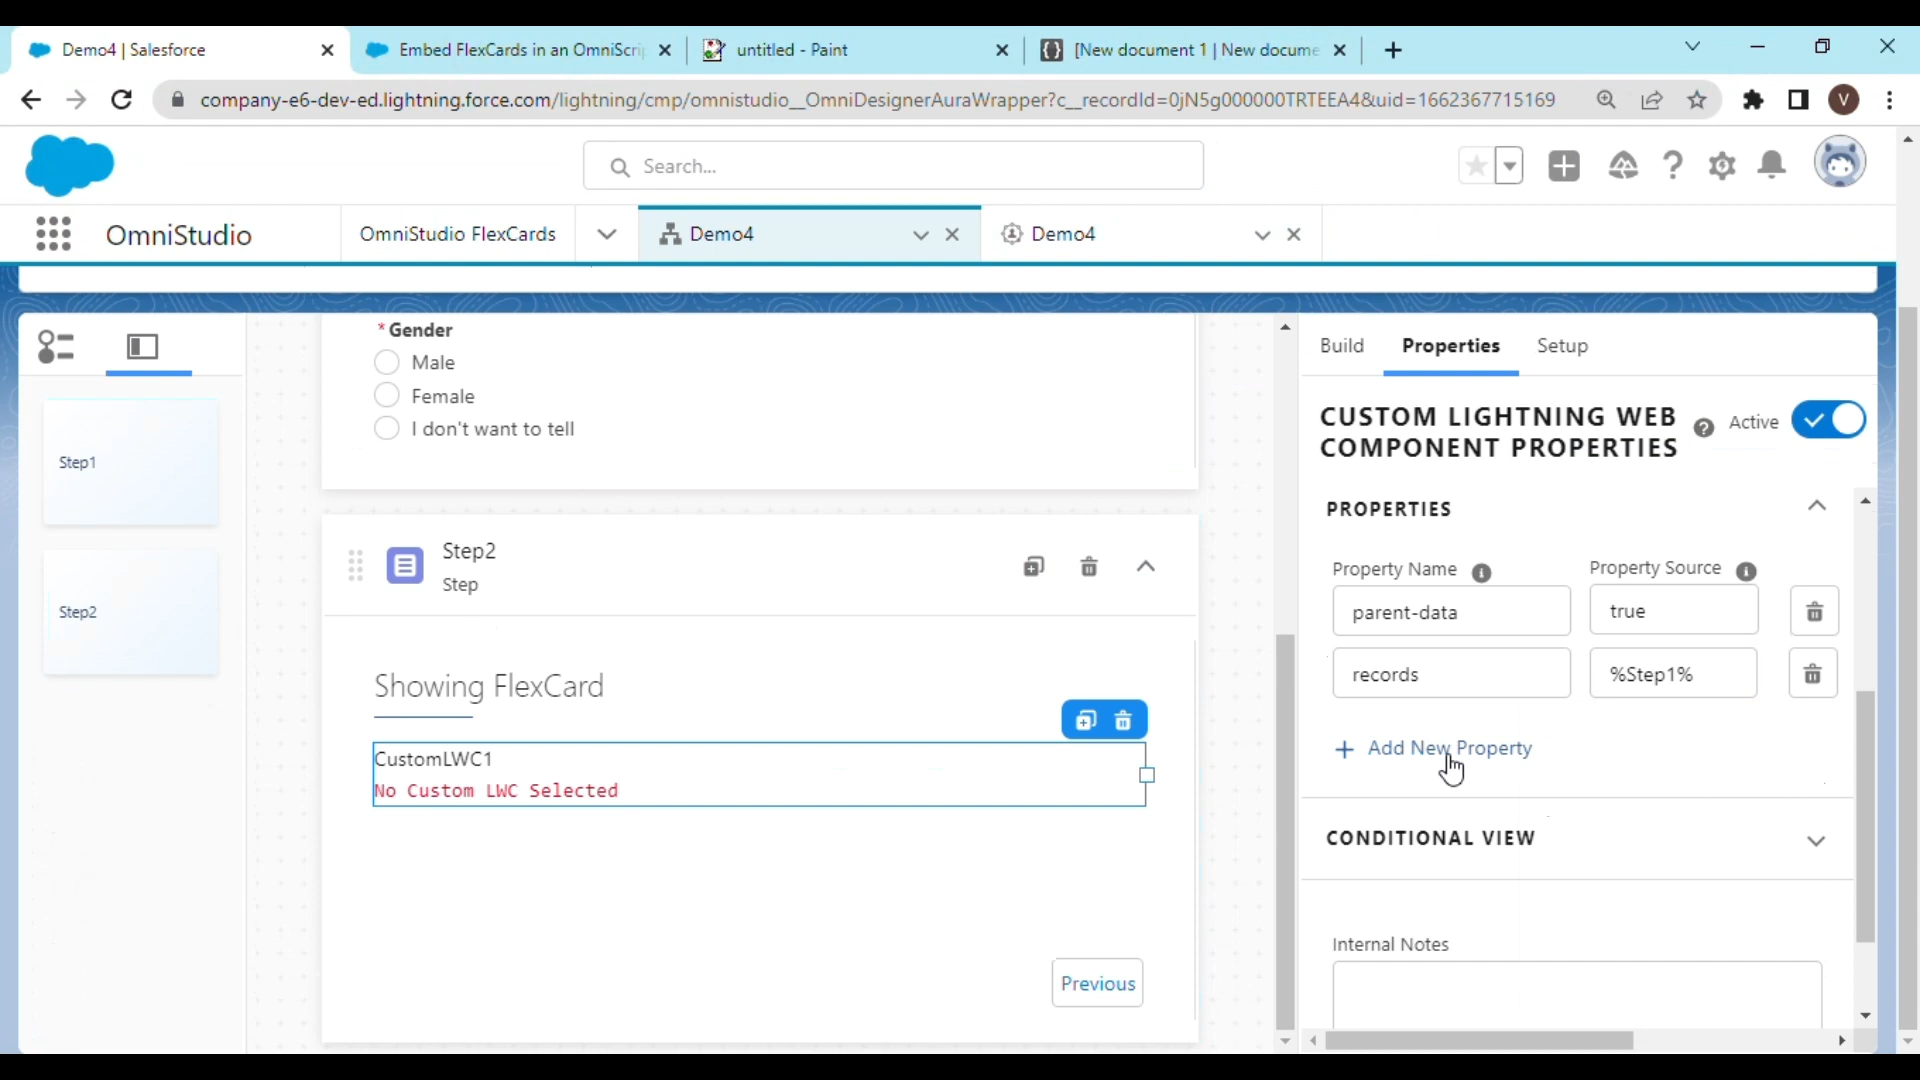 Demo4 | Salesforce
Embed FlexCards in an OmniScrip
untitled - Paint
[New document 1 | New docume
company-e6-dev-ed.lightning.force.com/lightning/cmp/omnistudio__OmniDesignerAuraWrapper?c__recordId=0jN5g000000TRTEEA4&uid=1662367715169
V
Search...
OmniStudio
OmniStudio FlexCards
Demo4
Demo4
* Gender
Male
Female
I don't want to tell
Step1
Step2
Step2
Step
Showing FlexCard
CustomLWC1
No Custom LWC Selected
Previous
Build
Properties
Setup
CUSTOM LIGHTNING WEB
COMPONENT PROPERTIES
Active
PROPERTIES
Property Name
Property Source
parent-data
true
records
%Step1%
+ Add New Property
CONDITIONAL VIEW
Internal Notes